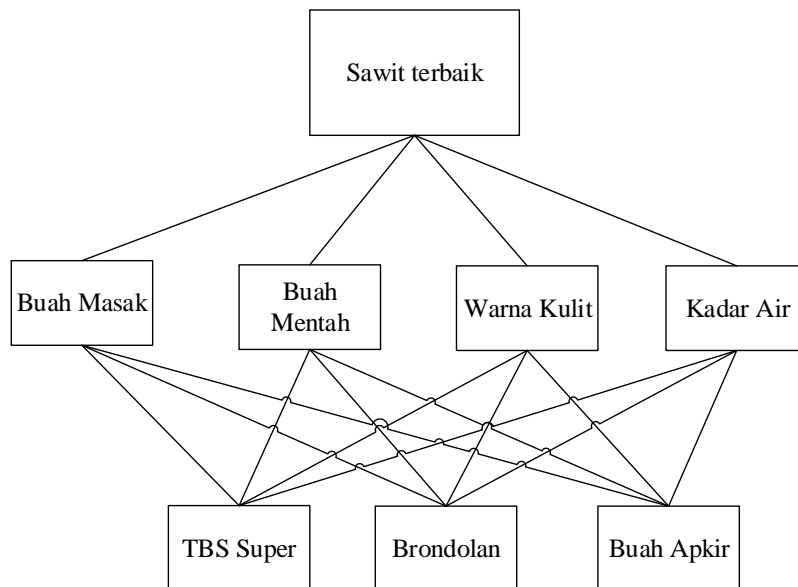 Sawit terbaik
Buah Masak
Buah
Mentah
Warna Kulit
Kadar Air
TBS Super
Brondolan
Buah Apkir